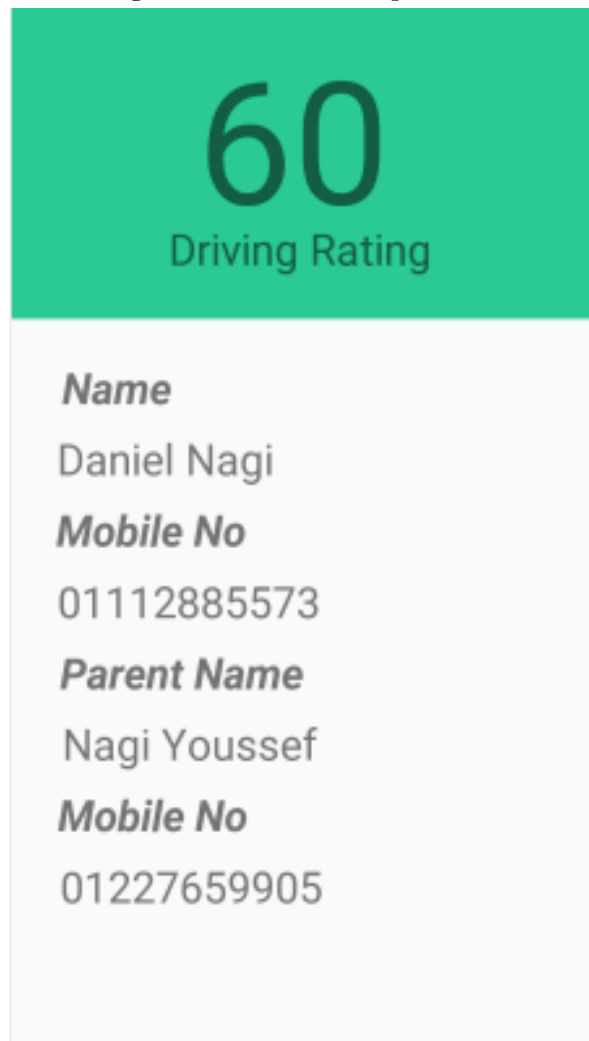 60
Driving Rating
Name
Daniel Nagi
Mobile No
01112885573
Parent Name
Nagi Youssef
Mobile No
01227659905